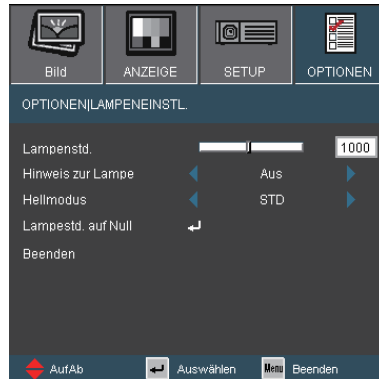 Bild ANZEIGE SETUP OPTIONEN
OPTIONEN|LAMPENEINSTL.
Lampenstd. 1000
Hinweis zur Lampe Aus
Hellmodus STD
Lampestd. auf Null
Beenden
AufAb Auswählen Menu Beenden